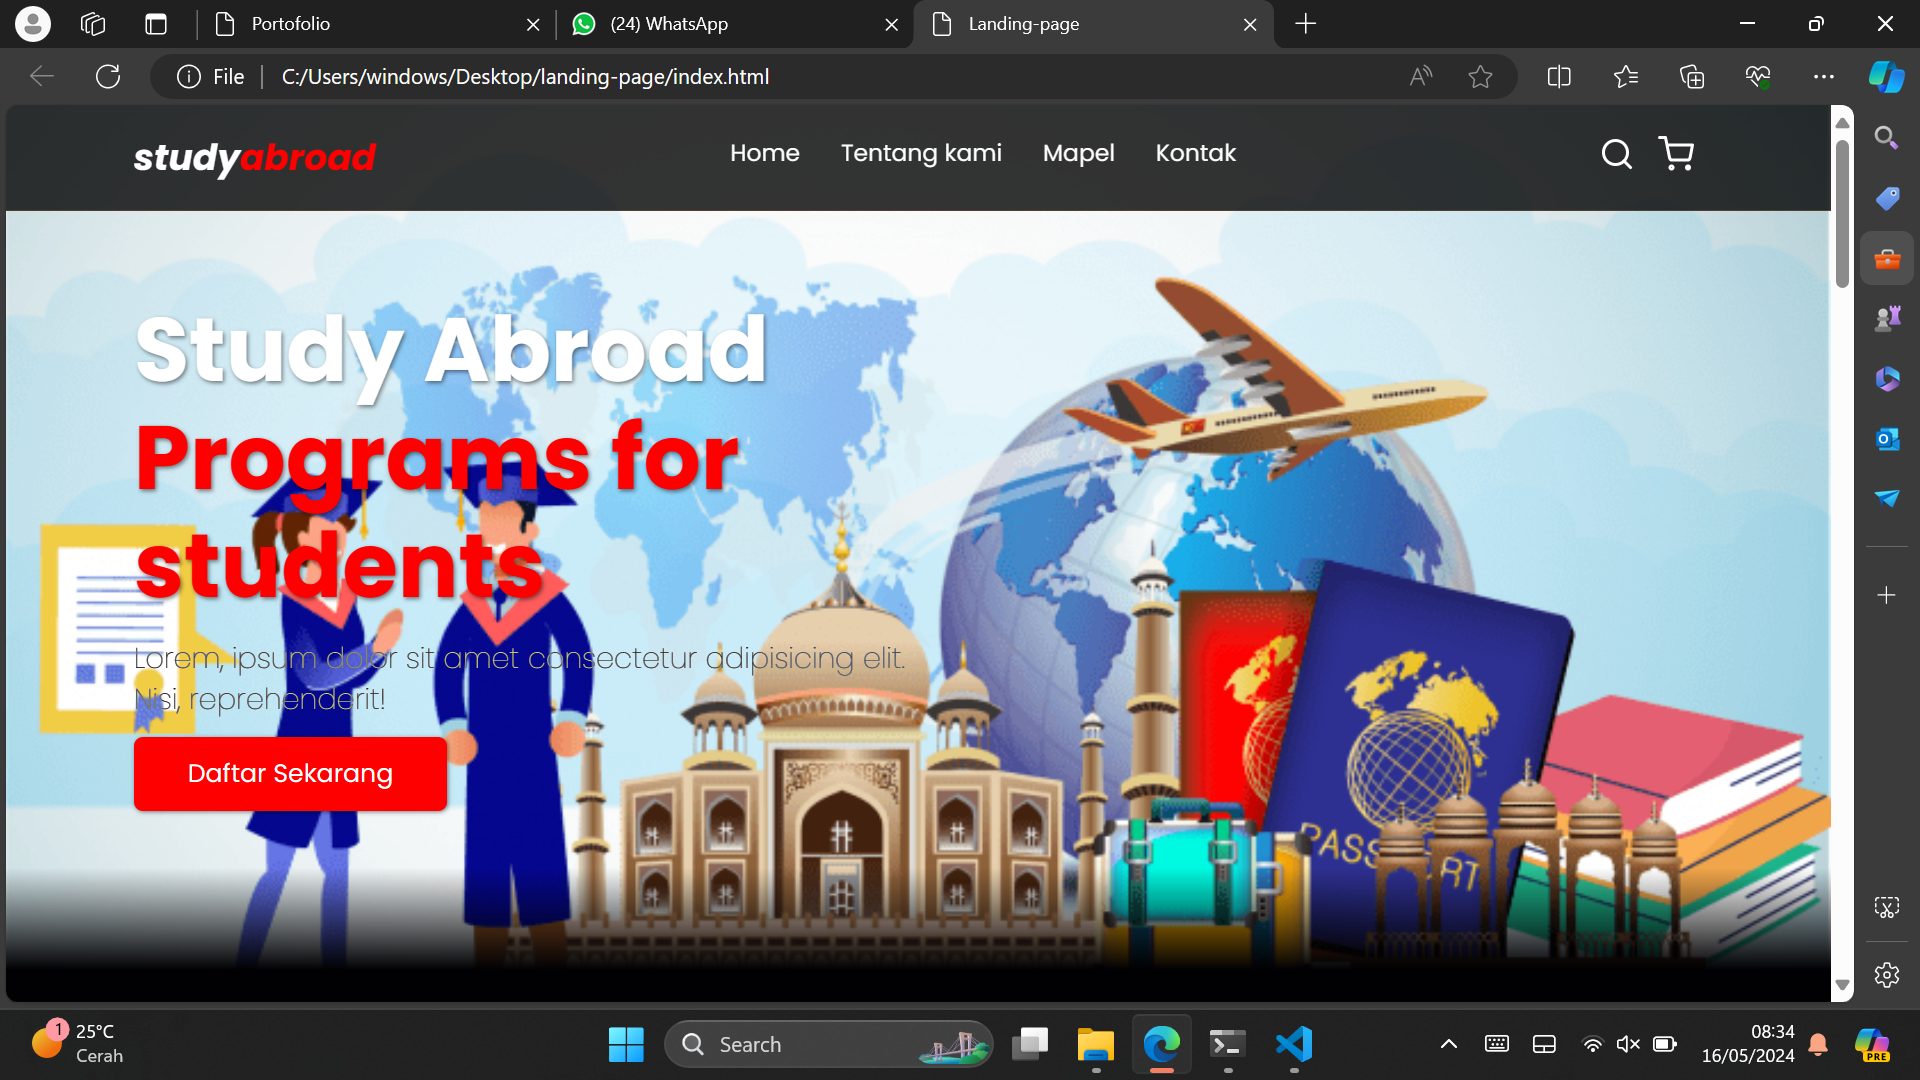 Portofolio
(24) WhatsApp
Landing-page
File
C:/Users/windows/Desktop/landing-page/index.html
studyabroad
Home
Tentang kami
Mapel
Kontak
Study Abroad
Programs for
students
Lorem, ipsum dolor sit amet consectetur adipisicing elit.
Nisi, reprehenderit!
Daftar Sekarang
PASSPORT
1
25°C
Cerah
Search
08:34
16/05/2024
PRE